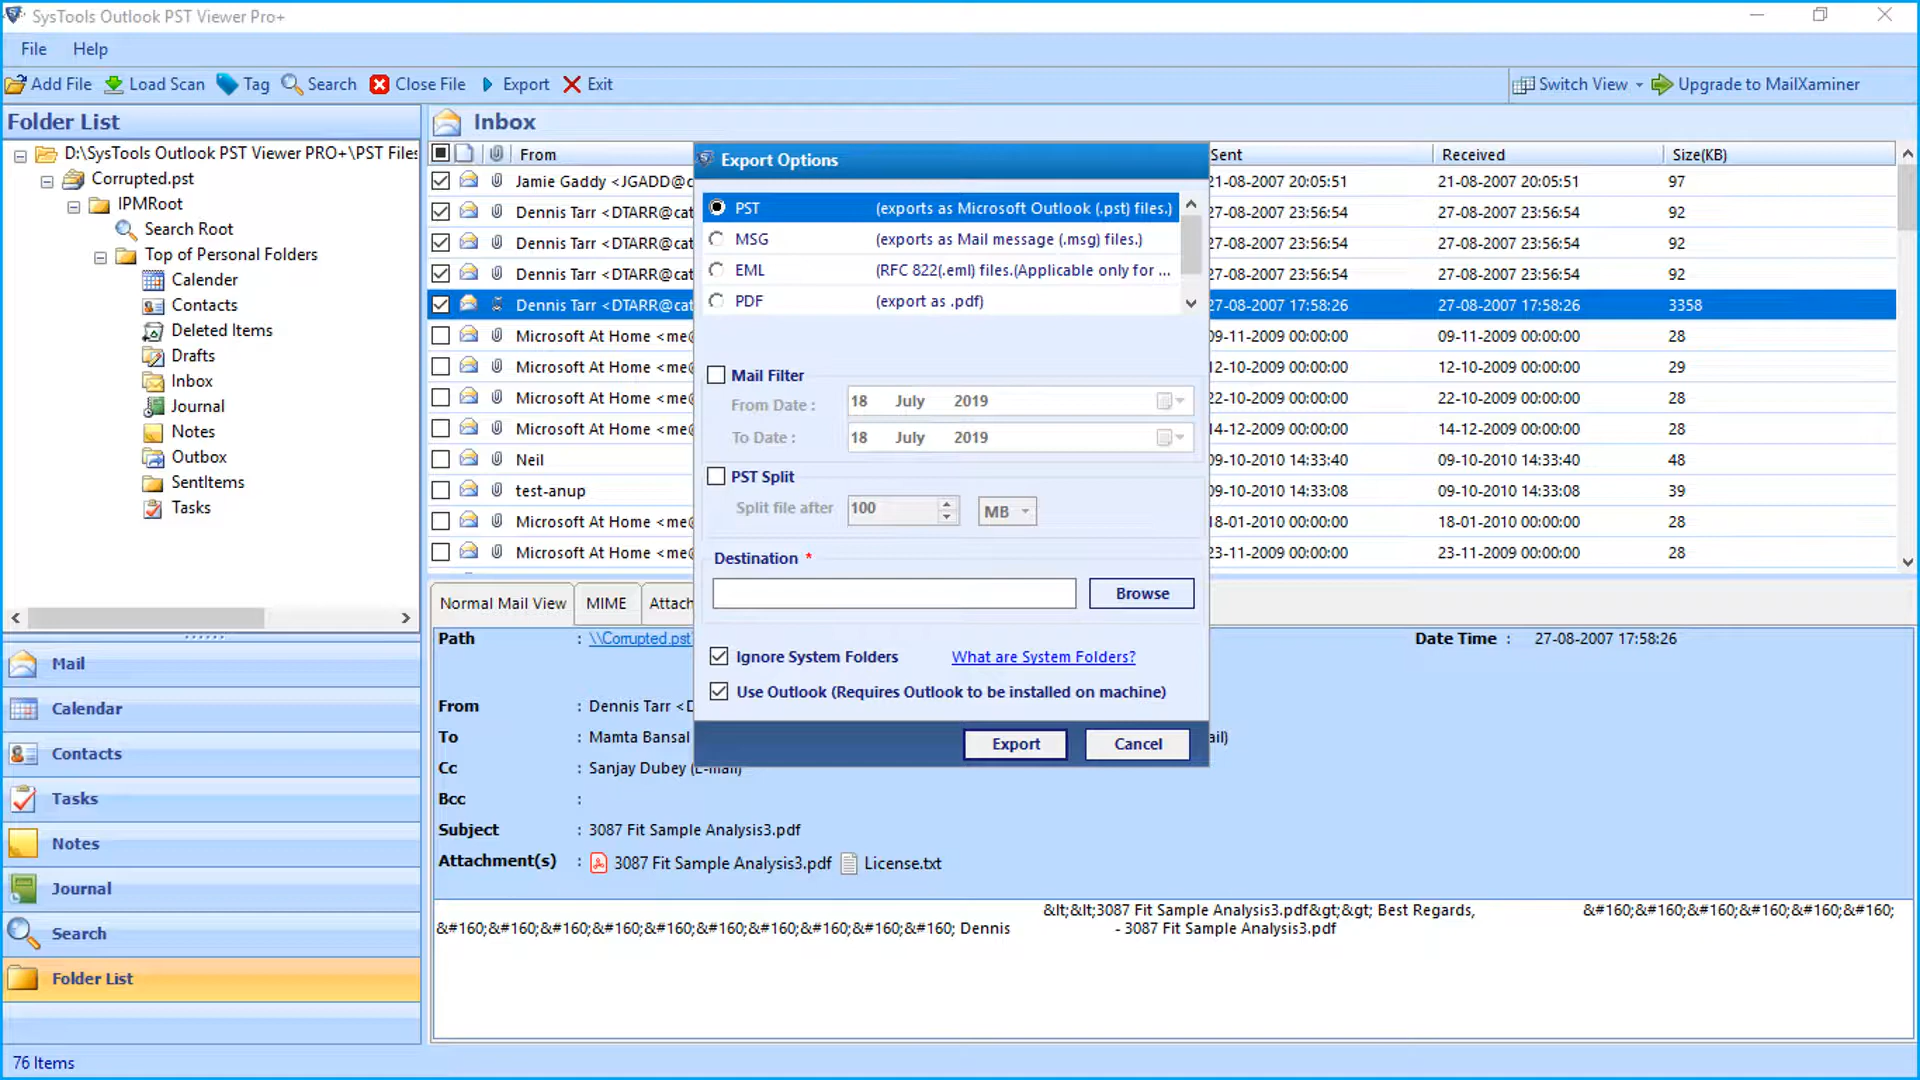 SysTools Outlook PST Viewer Pro+
File Help
Add File Load Scan Tag Search Close File Export Exit Switch View Upgrade to MailXaminer
Folder List
D:\SysTools Outlook PST Viewer PRO+\PST Files
Corrupted.pst
IPMRoot
Search Root
Top of Personal Folders
Calender
Contacts
Deleted Items
Drafts
Inbox
Journal
Notes
Outbox
SentItems
Tasks
Mail
Calendar
Contacts
Tasks
Notes
Journal
Search
Folder List
76 Items
Inbox
From Sent Received Size(KB)
Jamie Gaddy <JGADD@c 21-08-2007 20:05:51 21-08-2007 20:05:51 97
Dennis Tarr <DTARR@cat 27-08-2007 23:56:54 27-08-2007 23:56:54 92
Dennis Tarr <DTARR@cat 27-08-2007 23:56:54 27-08-2007 23:56:54 92
Dennis Tarr <DTARR@cat 27-08-2007 23:56:54 27-08-2007 23:56:54 92
Dennis Tarr <DTARR@cat 27-08-2007 17:58:26 27-08-2007 17:58:26 3358
Microsoft At Home <me@ 09-11-2009 00:00:00 09-11-2009 00:00:00 28
Microsoft At Home <me@ 12-10-2009 00:00:00 12-10-2009 00:00:00 29
Microsoft At Home <me@ 22-10-2009 00:00:00 22-10-2009 00:00:00 28
Microsoft At Home <me@ 14-12-2009 00:00:00 14-12-2009 00:00:00 28
Neil 09-10-2010 14:33:40 09-10-2010 14:33:40 48
test-anup 09-10-2010 14:33:08 09-10-2010 14:33:08 39
Microsoft At Home <me@ 18-01-2010 00:00:00 18-01-2010 00:00:00 28
Microsoft At Home <me@ 23-11-2009 00:00:00 23-11-2009 00:00:00 28
Export Options
PST (exports as Microsoft Outlook (.pst) files.)
MSG (exports as Mail message (.msg) files.)
EML (RFC 822(.eml) files.(Applicable only for ...
PDF (export as .pdf)
Mail Filter
From Date : 18 July 2019
To Date : 18 July 2019
PST Split
Split file after 100 MB
Destination *
Browse
Ignore System Folders What are System Folders?
Use Outlook (Requires Outlook to be installed on machine)
Export Cancel
Normal Mail View MIME Attach
Path : \\Corrupted.pst Date Time : 27-08-2007 17:58:26
From : Dennis Tarr <D
To : Mamta Bansal ail)
Cc : Sanjay Dubey (E-mail)
Bcc :
Subject : 3087 Fit Sample Analysis3.pdf
Attachment(s) : 3087 Fit Sample Analysis3.pdf License.txt
&lt;&lt;3087 Fit Sample Analysis3.pdf&gt;&gt; Best Regards, &#160;&#160;&#160;&#160;&#160;&#160;
&#160;&#160;&#160;&#160;&#160;&#160;&#160;&#160;&#160;&#160; Dennis - 3087 Fit Sample Analysis3.pdf